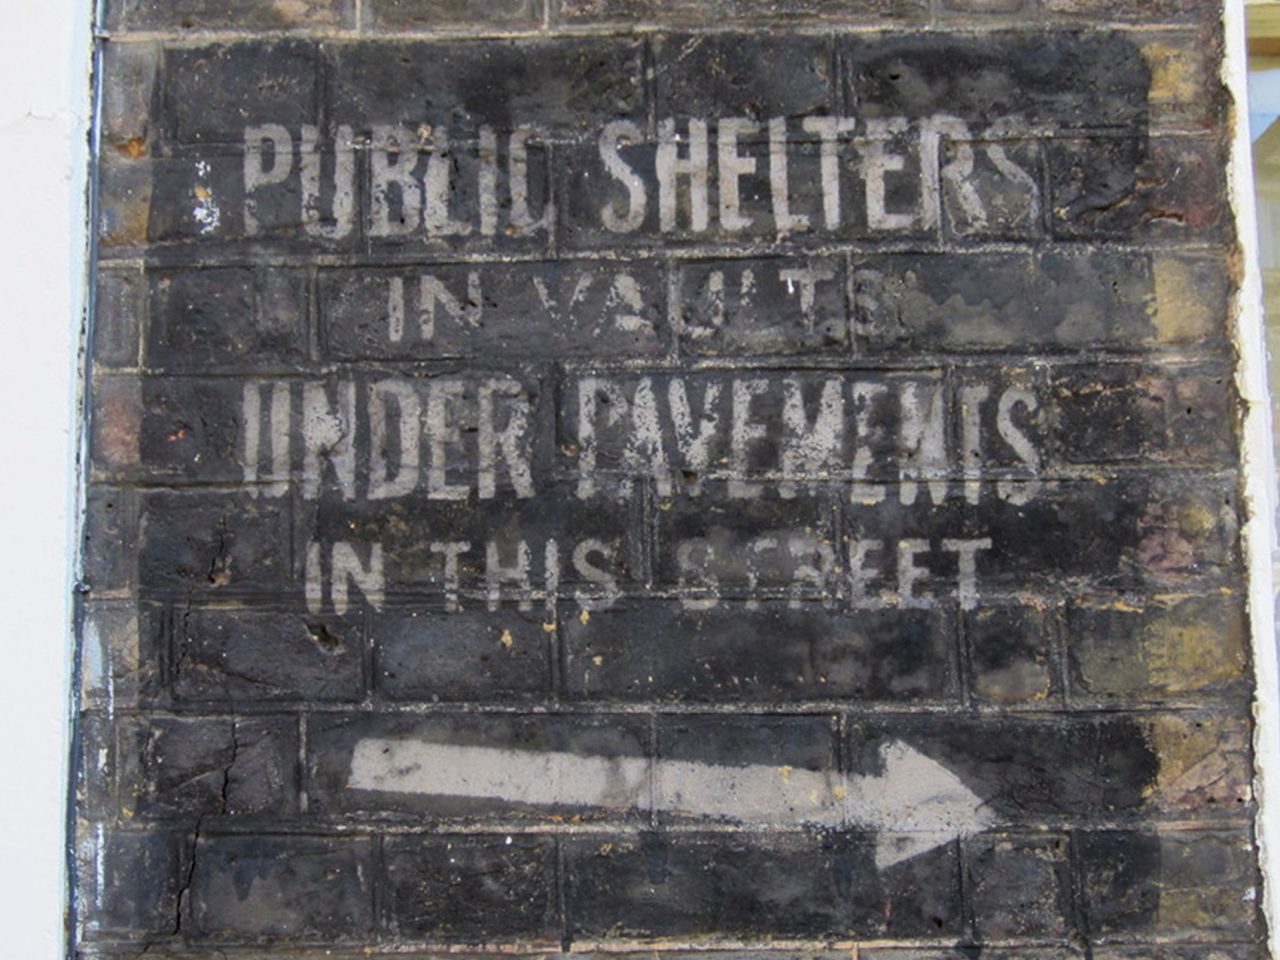 PUBLIC SHELTERS
IN VAULTS
UNDER PAVEMENTS
IN THIS STREET